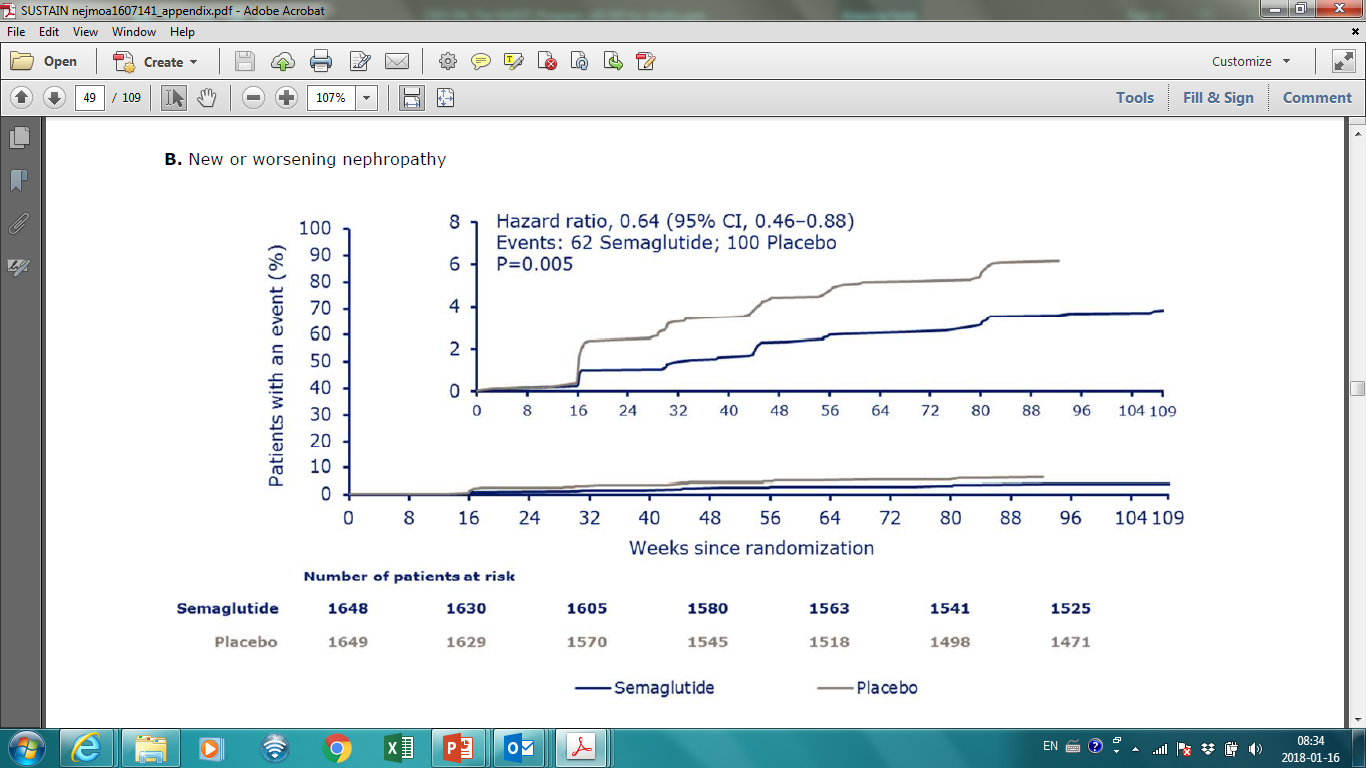 SUSTAIN nejmoa1607141_appendix.pdf - Adobe Acrobat
File Edit View Window Help
Open Create Customize
49 / 109 107% Tools Fill & Sign Comment
B. New or worsening nephropathy
Patients with an event (%)
100
90
80
70
60
50
40
30
20
10
0
8
6
4
2
0
Hazard ratio, 0.64 (95% CI, 0.46–0.88)
Events: 62 Semaglutide; 100 Placebo
P=0.005
0 8 16 24 32 40 48 56 64 72 80 88 96 104 109
0 8 16 24 32 40 48 56 64 72 80 88 96 104 109
Weeks since randomization
Number of patients at risk
Semaglutide 1648 1630 1605 1580 1563 1541 1525
Placebo 1649 1629 1570 1545 1518 1498 1471
Semaglutide Placebo
EN 08:34
2018-01-16